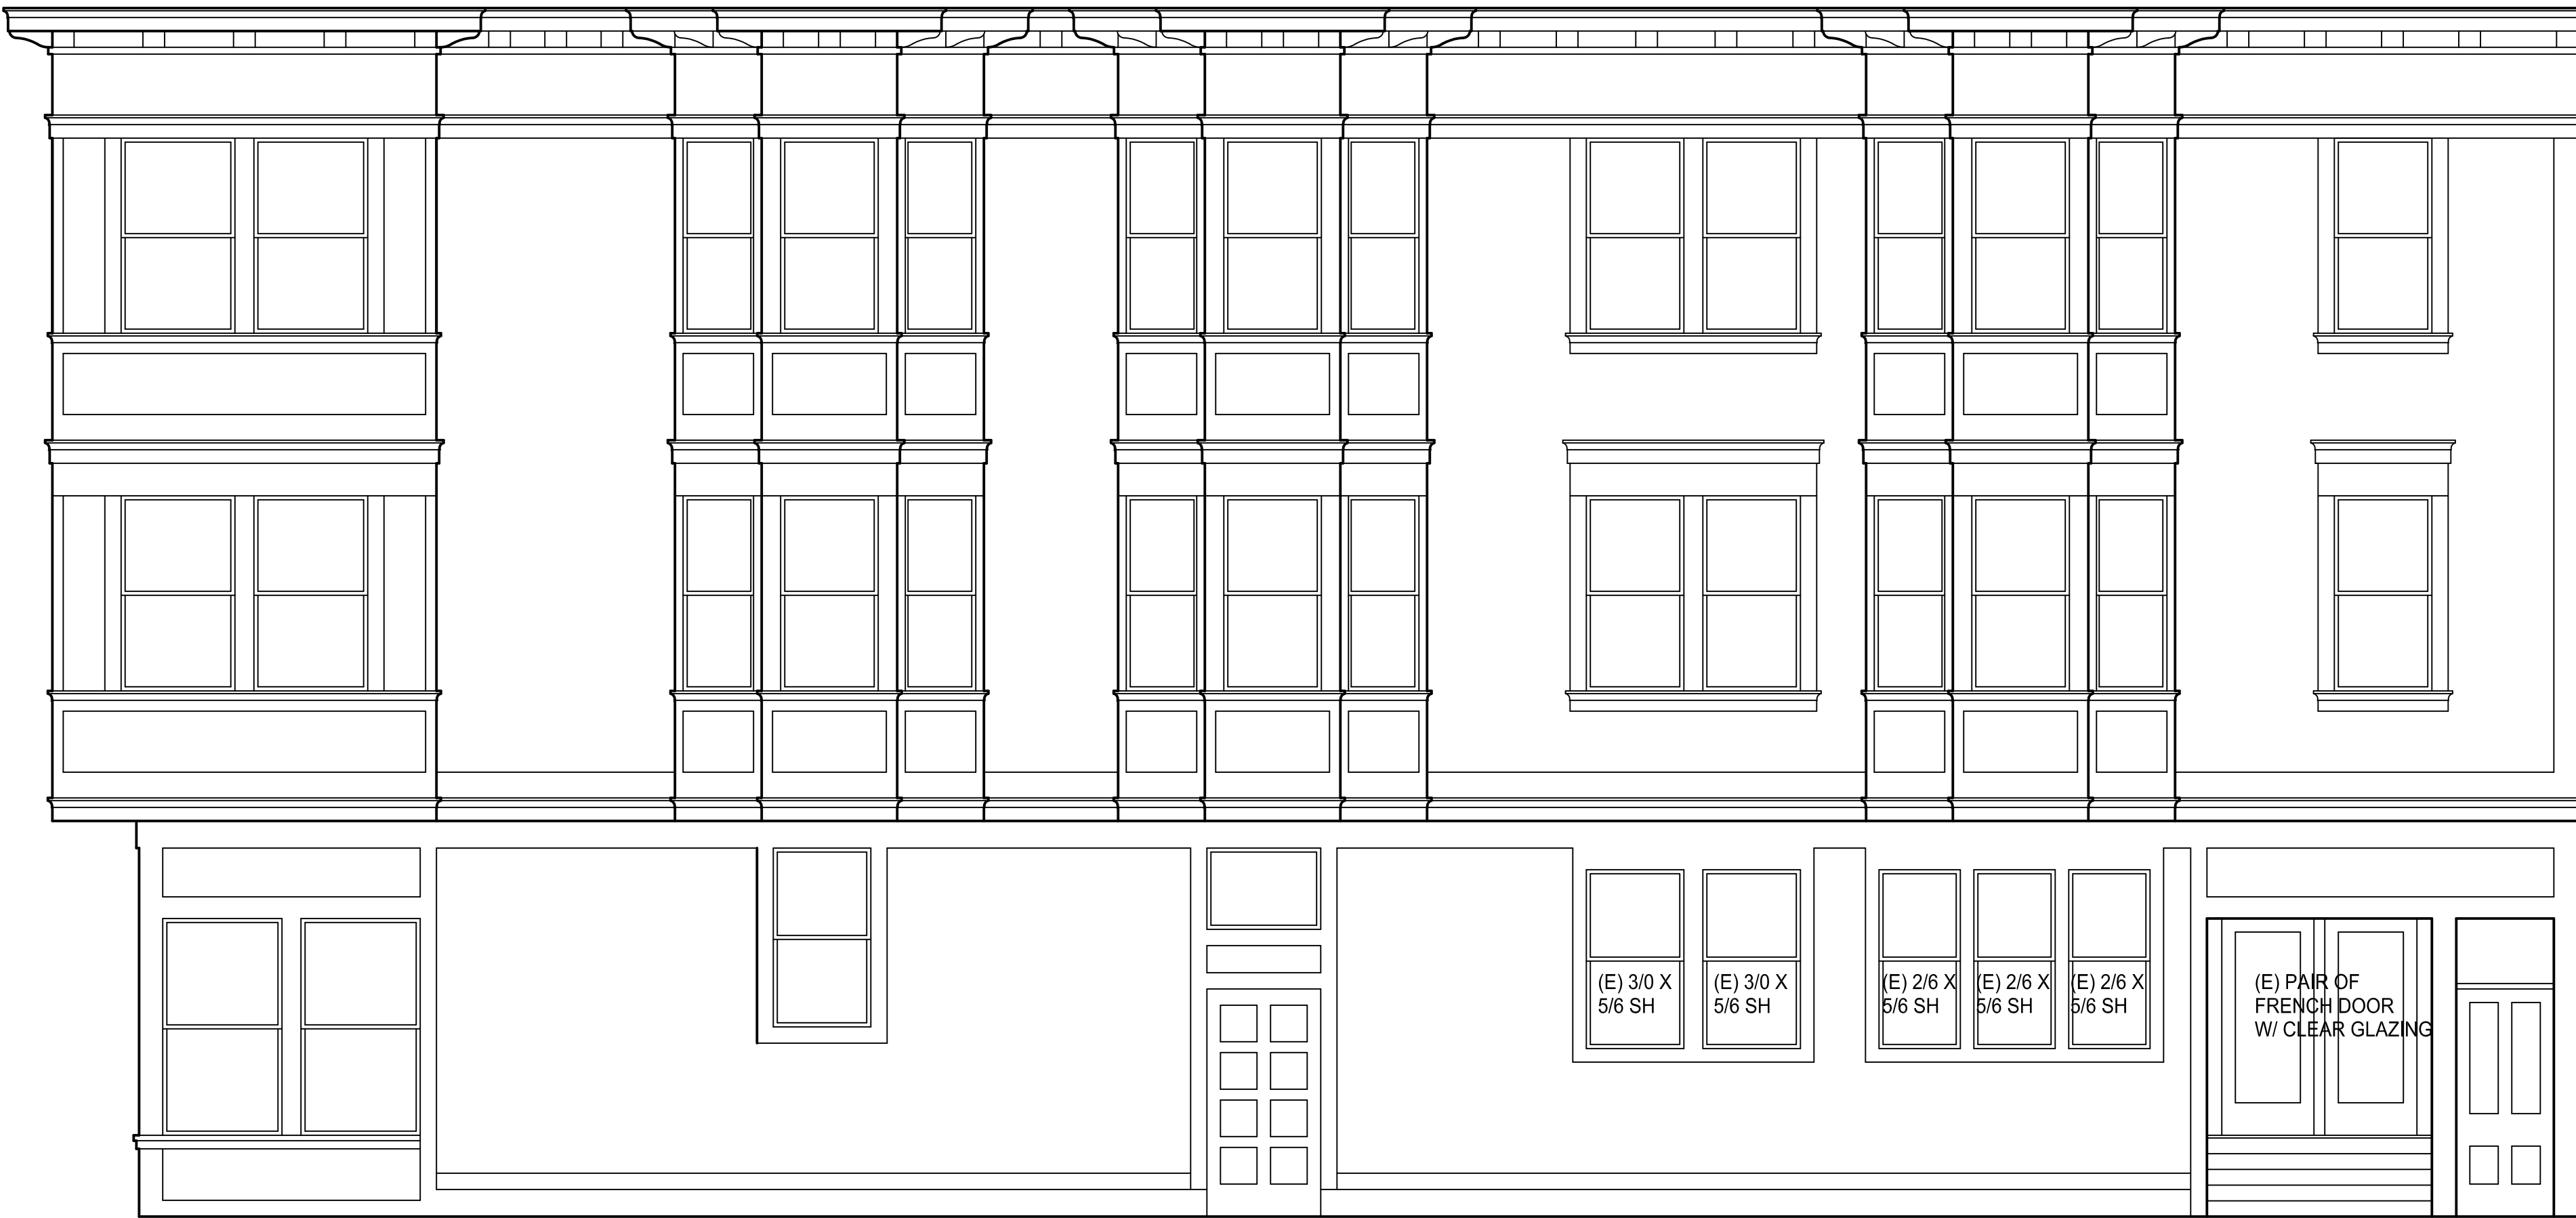 (E) 3/0 X
5/6 SH
(E) 3/0 X
5/6 SH
(E) 2/6 X
5/6 SH
(E) 2/6 X
5/6 SH
(E) 2/6 X
5/6 SH
(E) PAIR OF
FRENCH DOOR
W/ CLEAR GLAZING